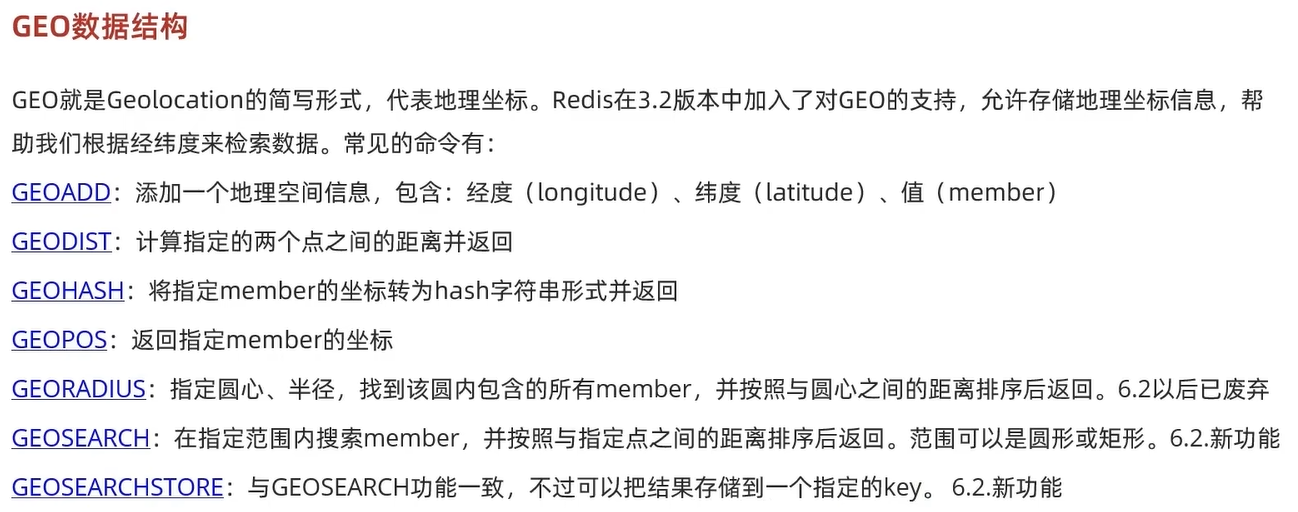 GEO数据结构
GEO就是Geolocation的简写形式，代表地理坐标。Redis在3.2版本中加入了对GEO的支持，允许存储地理坐标信息，帮
助我们根据经纬度来检索数据。常见的命令有：
GEOADD：添加一个地理空间信息，包含：经度（longitude）、纬度（latitude）、值（member）
GEODIST：计算指定的两个点之间的距离并返回
GEOHASH：将指定member的坐标转为hash字符串形式并返回
GEOPOS：返回指定member的坐标
GEORADIUS：指定圆心、半径，找到该圆内包含的所有member，并按照与圆心之间的距离排序后返回。6.2以后已废弃
GEOSEARCH：在指定范围内搜索member，并按照与指定点之间的距离排序后返回。范围可以是圆形或矩形。6.2.新功能
GEOSEARCHSTORE：与GEOSEARCH功能一致，不过可以把结果存储到一个指定的key。 6.2.新功能